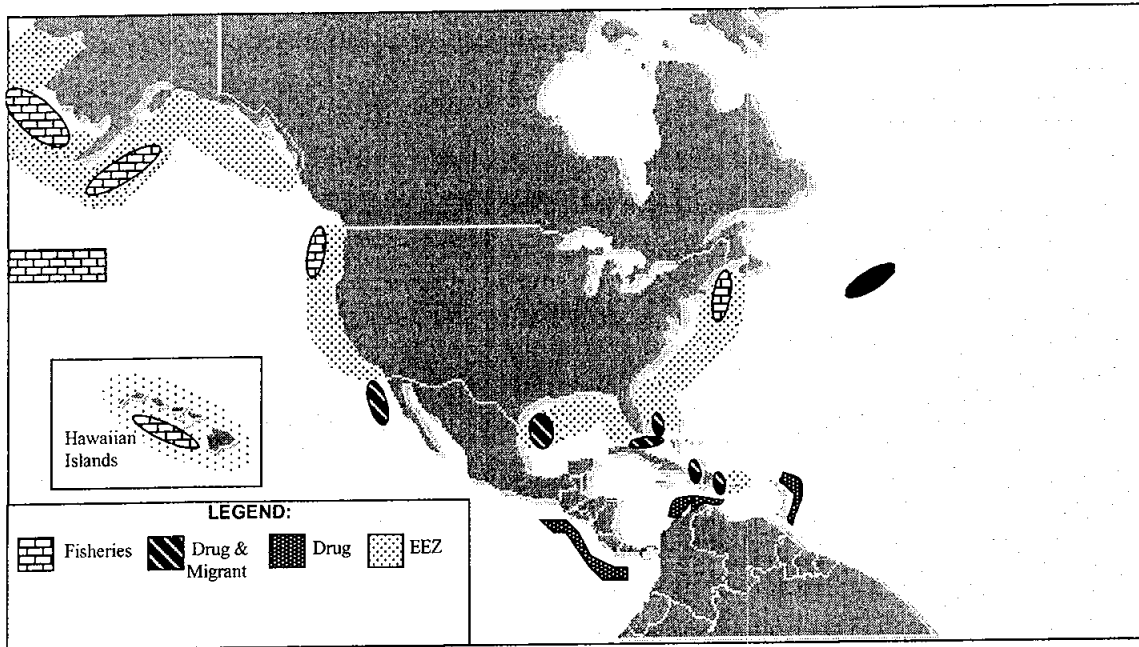 Hawaiian
Islands
LEGEND:
Fisheries
Drug &
Migrant
Drug
EEZ